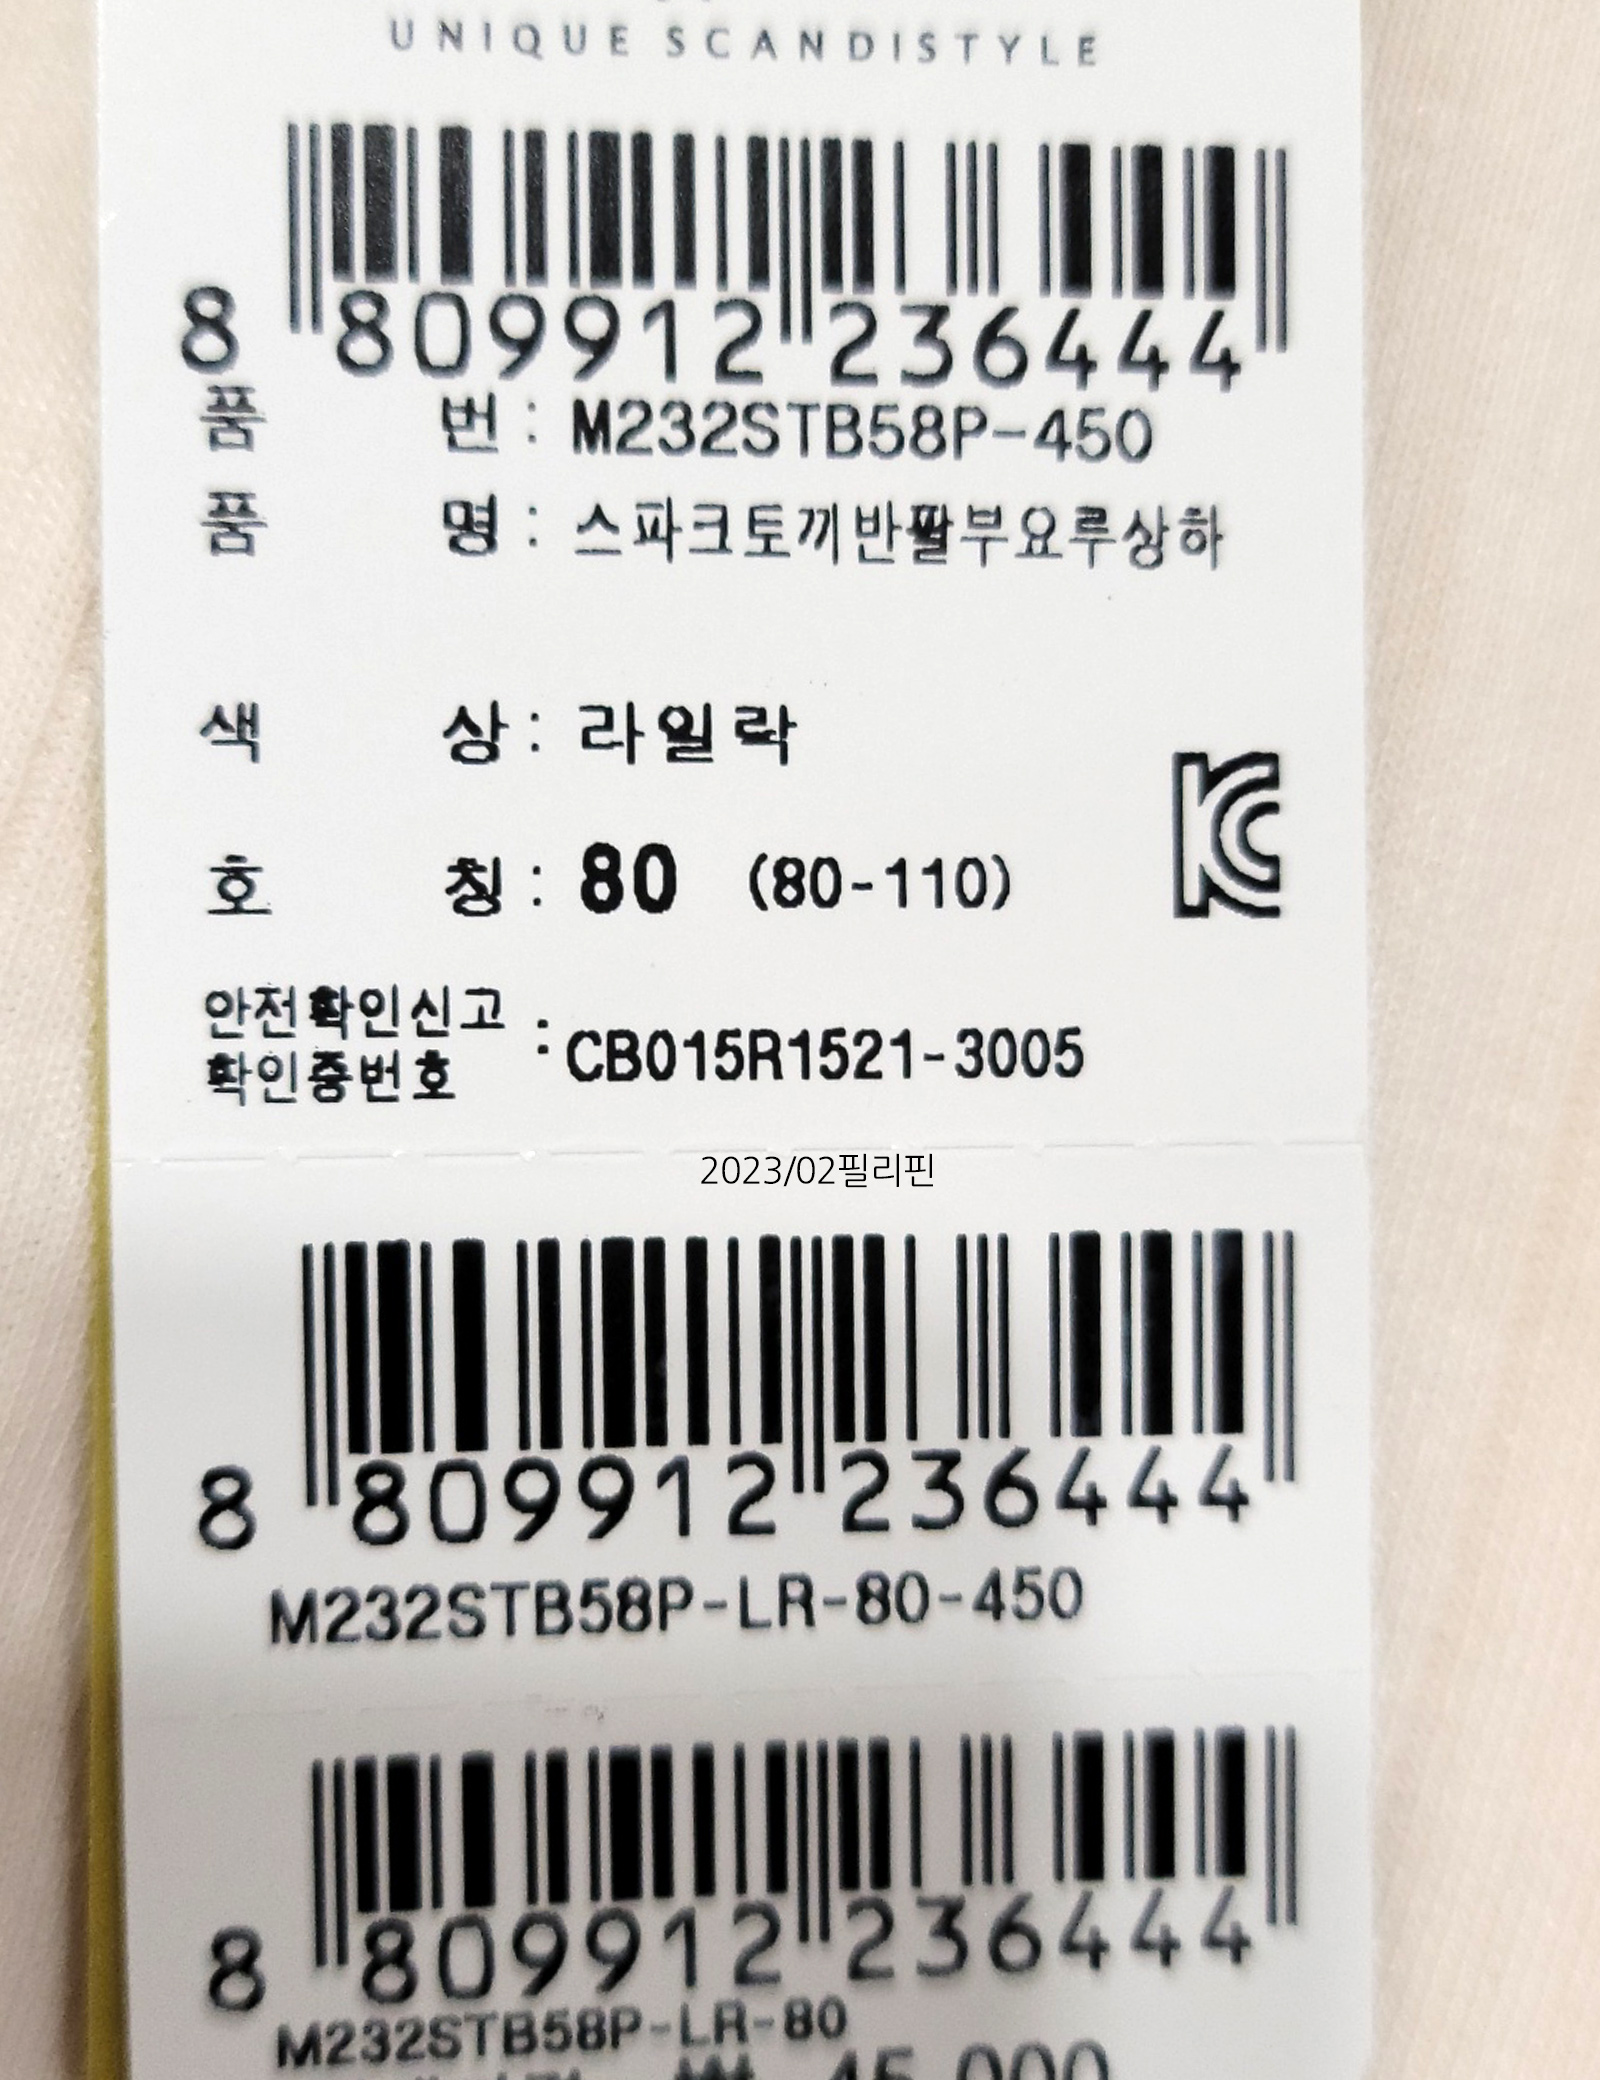 UNIQUE SCANDISTYLE
8 809912 236444
품 번 : M232STB58P-450
품 명 : 스파크토끼반팔부요루상하
색 상 : 라일락
호 칭 : 80 (80-110)
안전확인신고
확인증번호 : CB015R1521-3005
2023/02필리핀
8 809912 236444
M232STB58P-LR-80-450
8 809912 236444
M232STB58P-LR-80
₩ 45,000